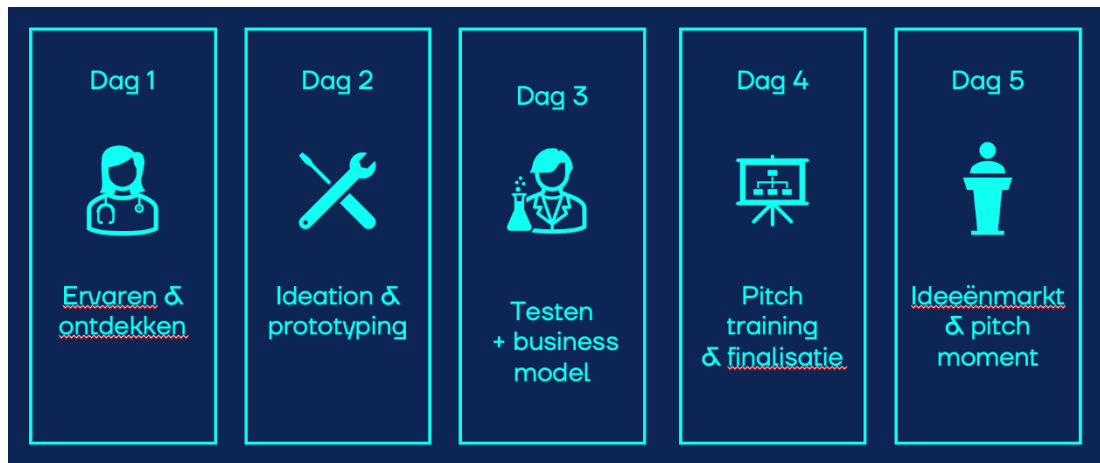 Dag 1
Ervaren &
ontdekken
Dag 2
Ideation &
prototyping
Dag 3
Testen
+ business
model
Dag 4
Pitch
training
& finalisatie
Dag 5
Ideeënmarkt
& pitch
moment